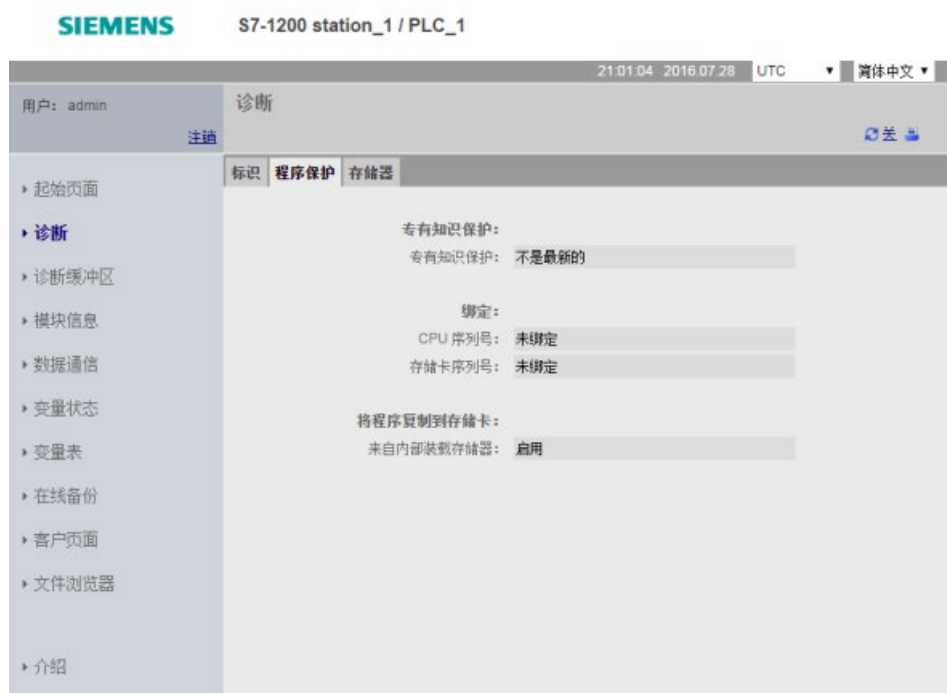 SIEMENS S7-1200 station_1 / PLC_1
21:01:04 2016.07.28 UTC 简体中文
用户: admin
注销
诊断
关
标识 程序保护 存储器
起始页面
诊断
诊断缓冲区
模块信息
数据通信
变量状态
变量表
在线备份
客户页面
文件浏览器
介绍
专有知识保护:
专有知识保护: 不是最新的
绑定:
CPU 序列号: 未绑定
存储卡序列号: 未绑定
将程序复制到存储卡:
来自内部装载存储器: 启用